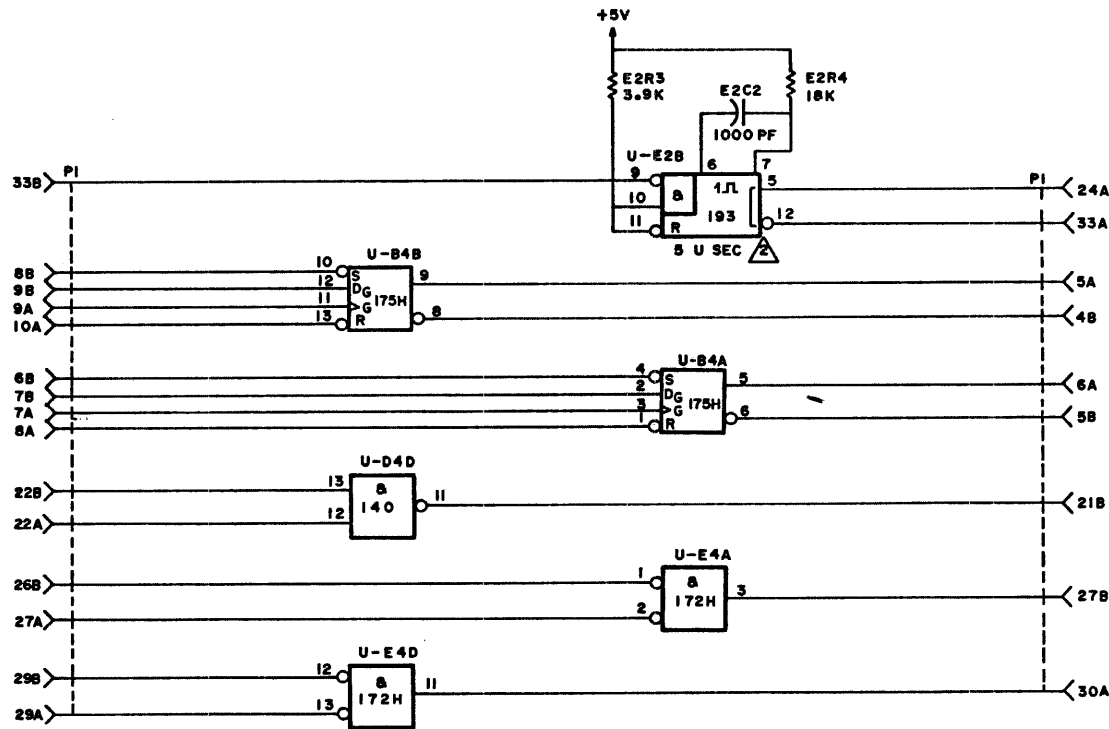 +5V
E2R3
3.9K
E2C2
1000 PF
E2R4
18K
U-E2B
6
7
P1
P1
33B
9
5
24A
&
1
10
193
12
33A
11
R
5 U SEC
2
U-B4B
8B
10
S
9B
12
D G
175H
9
5A
9A
11
G
10A
13
R
8
4B
U-B4A
6B
4
S
5
6A
7B
2
D G
175H
7A
3
G
8A
1
R
6
5B
U-D4D
22B
13
&
11
21B
22A
12
140
U-E4A
26B
1
&
3
27B
27A
2
172H
U-E4D
29B
12
&
11
30A
29A
13
172H